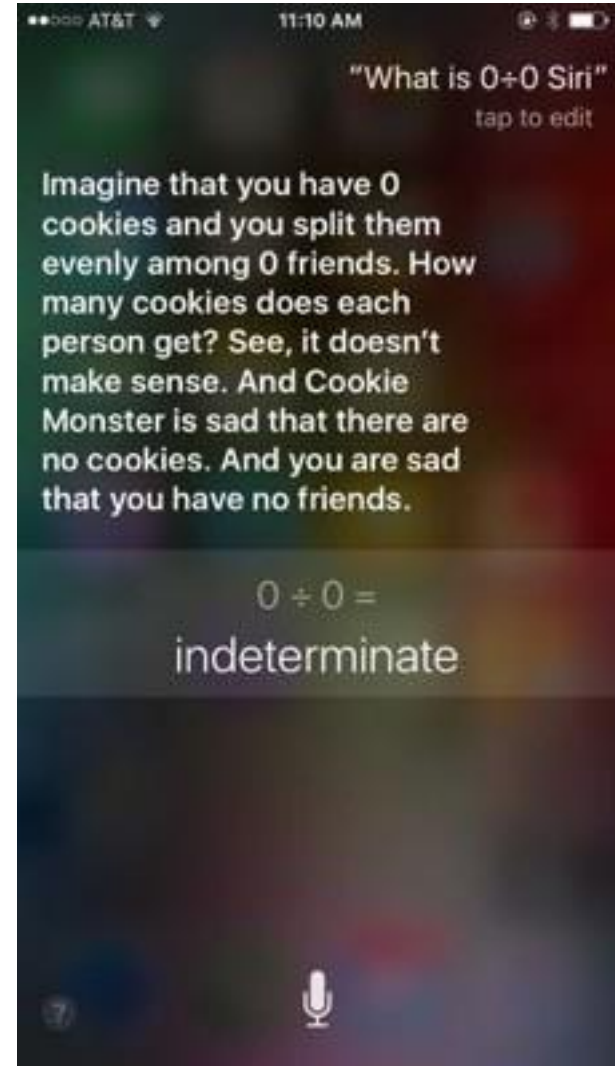 AT&T 11:10 AM
"What is 0÷0 Siri"
tap to edit
Imagine that you have 0
cookies and you split them
evenly among 0 friends. How
many cookies does each
person get? See, it doesn't
make sense. And Cookie
Monster is sad that there are
no cookies. And you are sad
that you have no friends.
0 ÷ 0 =
indeterminate
?